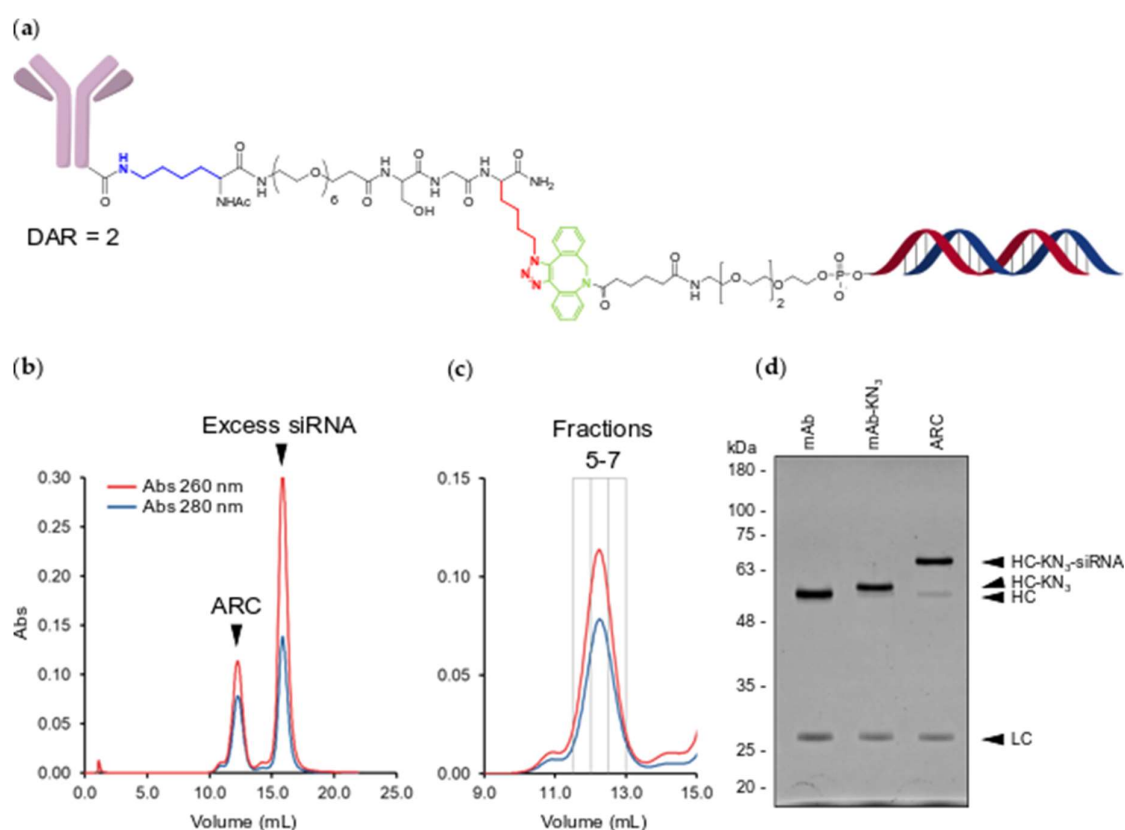 (a)
H
N
O
O
N
H
NHAc
O
6
O
H
N
OH
O
N
H
O
H
N
O
NH₂
DAR = 2
N
N
N
N
O
O
N
H
O
O
2
O
O
P
O
O
O
(b)
(c)
(d)
Excess siRNA
Abs 260 nm
Abs 280 nm
ARC
0.30
0.25
0.20
0.15
0.10
0.05
0.00
Abs
0.0 5.0 10.0 15.0 20.0 25.0
Volume (mL)
Fractions
5-7
0.15
0.10
0.05
0.00
9.0 11.0 13.0 15.0
Volume (mL)
mAb
mAb-KN₃
ARC
kDa
180 -
100 -
75 -
63 -
48 -
35 -
25 -
20 -
HC-KN₃-siRNA
HC-KN₃
HC
LC